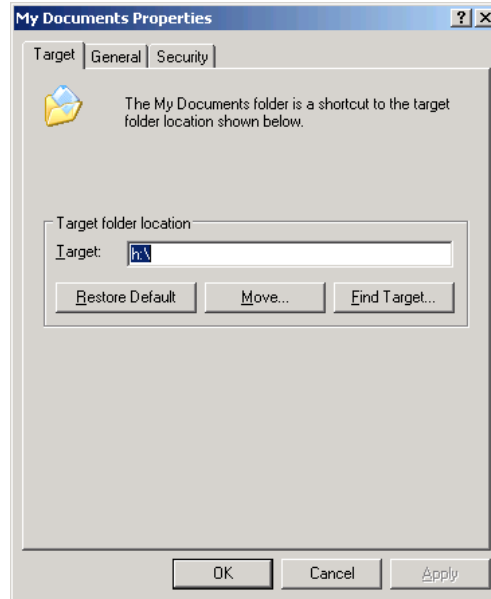 My Documents Properties
Target General Security
The My Documents folder is a shortcut to the target
folder location shown below.
Target folder location
Target: h:\
Restore Default Move... Find Target...
OK Cancel Apply